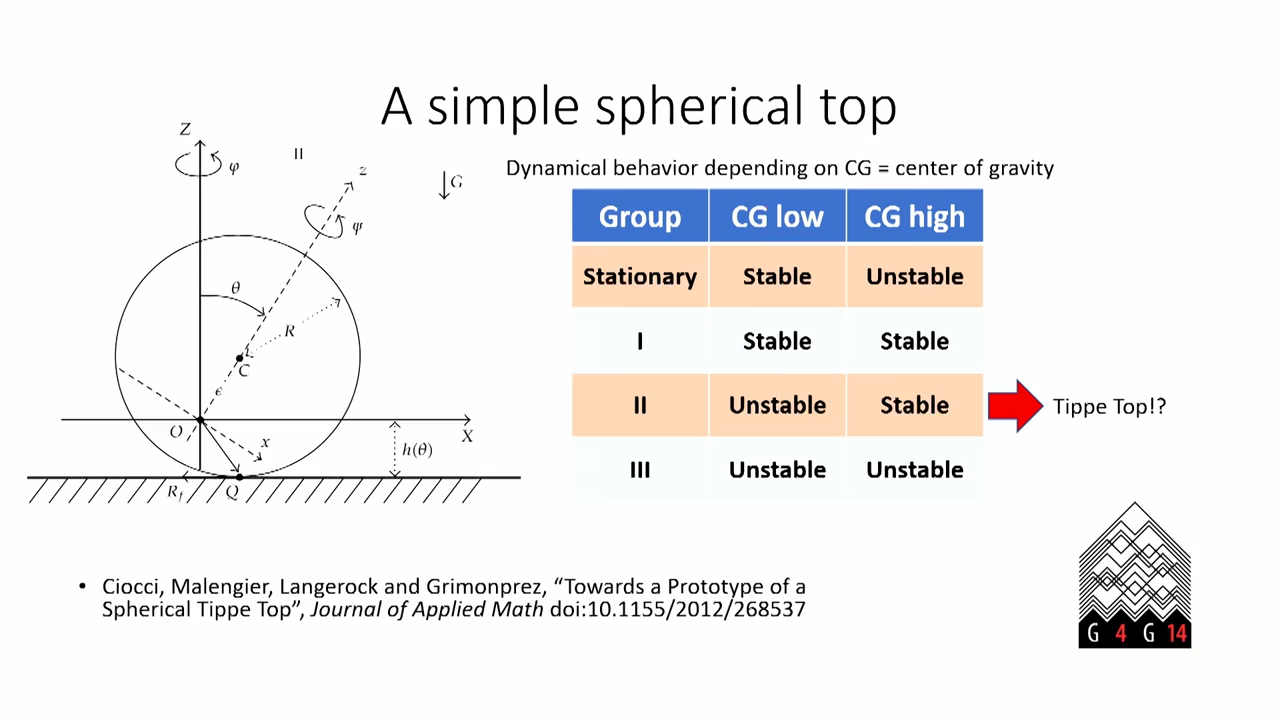 A simple spherical top
Z
φ
II
z
G
ψ
θ
R
C
ϵ
O
x
X
h(θ)
R_f
Q
Dynamical behavior depending on CG = center of gravity
Group CG low CG high
Stationary Stable Unstable
I Stable Stable
II Unstable Stable
Tippe Top!?
III Unstable Unstable
• Ciocci, Malengier, Langerock and Grimonprez, “Towards a Prototype of a
Spherical Tippe Top”, Journal of Applied Math doi:10.1155/2012/268537
G 4 G 14